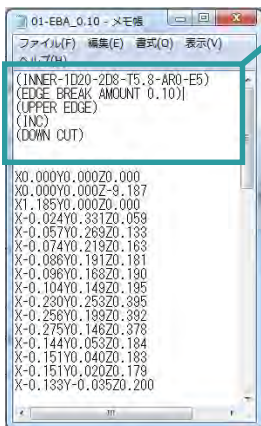 01-EBA_0.10 - メモ帳
ファイル(F) 編集(E) 書式(O) 表示(V)
ヘルプ(H)
(INNER-1D20-2D8-T5.8-AR0-E5)
(EDGE BREAK AMOUNT 0.10)
(UPPER EDGE)
(INC)
(DOWN CUT)
X0.000Y0.000Z0.000
X0.000Y0.000Z-9.187
X1.185Y0.000Z0.000
X-0.024Y0.331Z0.059
X-0.057Y0.269Z0.133
X-0.074Y0.219Z0.163
X-0.086Y0.191Z0.181
X-0.096Y0.168Z0.190
X-0.104Y0.149Z0.195
X-0.230Y0.253Z0.395
X-0.256Y0.199Z0.392
X-0.275Y0.146Z0.378
X-0.144Y0.053Z0.184
X-0.151Y0.040Z0.183
X-0.151Y0.020Z0.179
X-0.133Y-0.035Z0.200